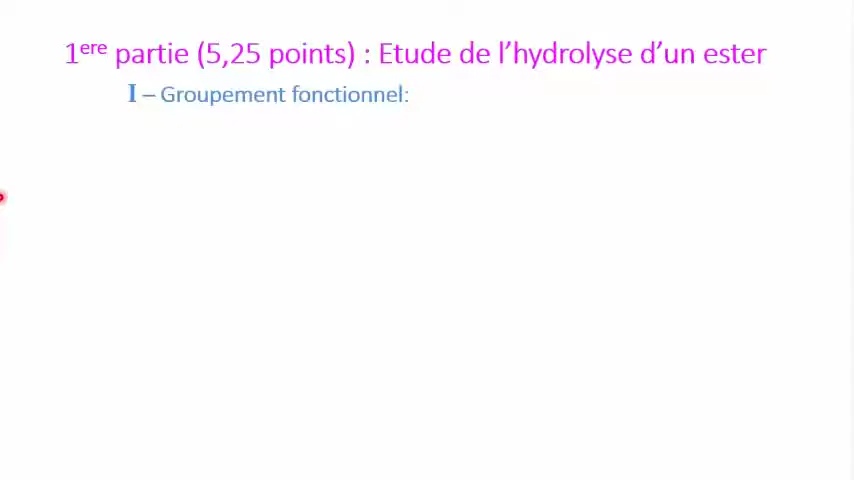 1ere partie (5,25 points) : Etude de l’hydrolyse d’un ester
I – Groupement fonctionnel: